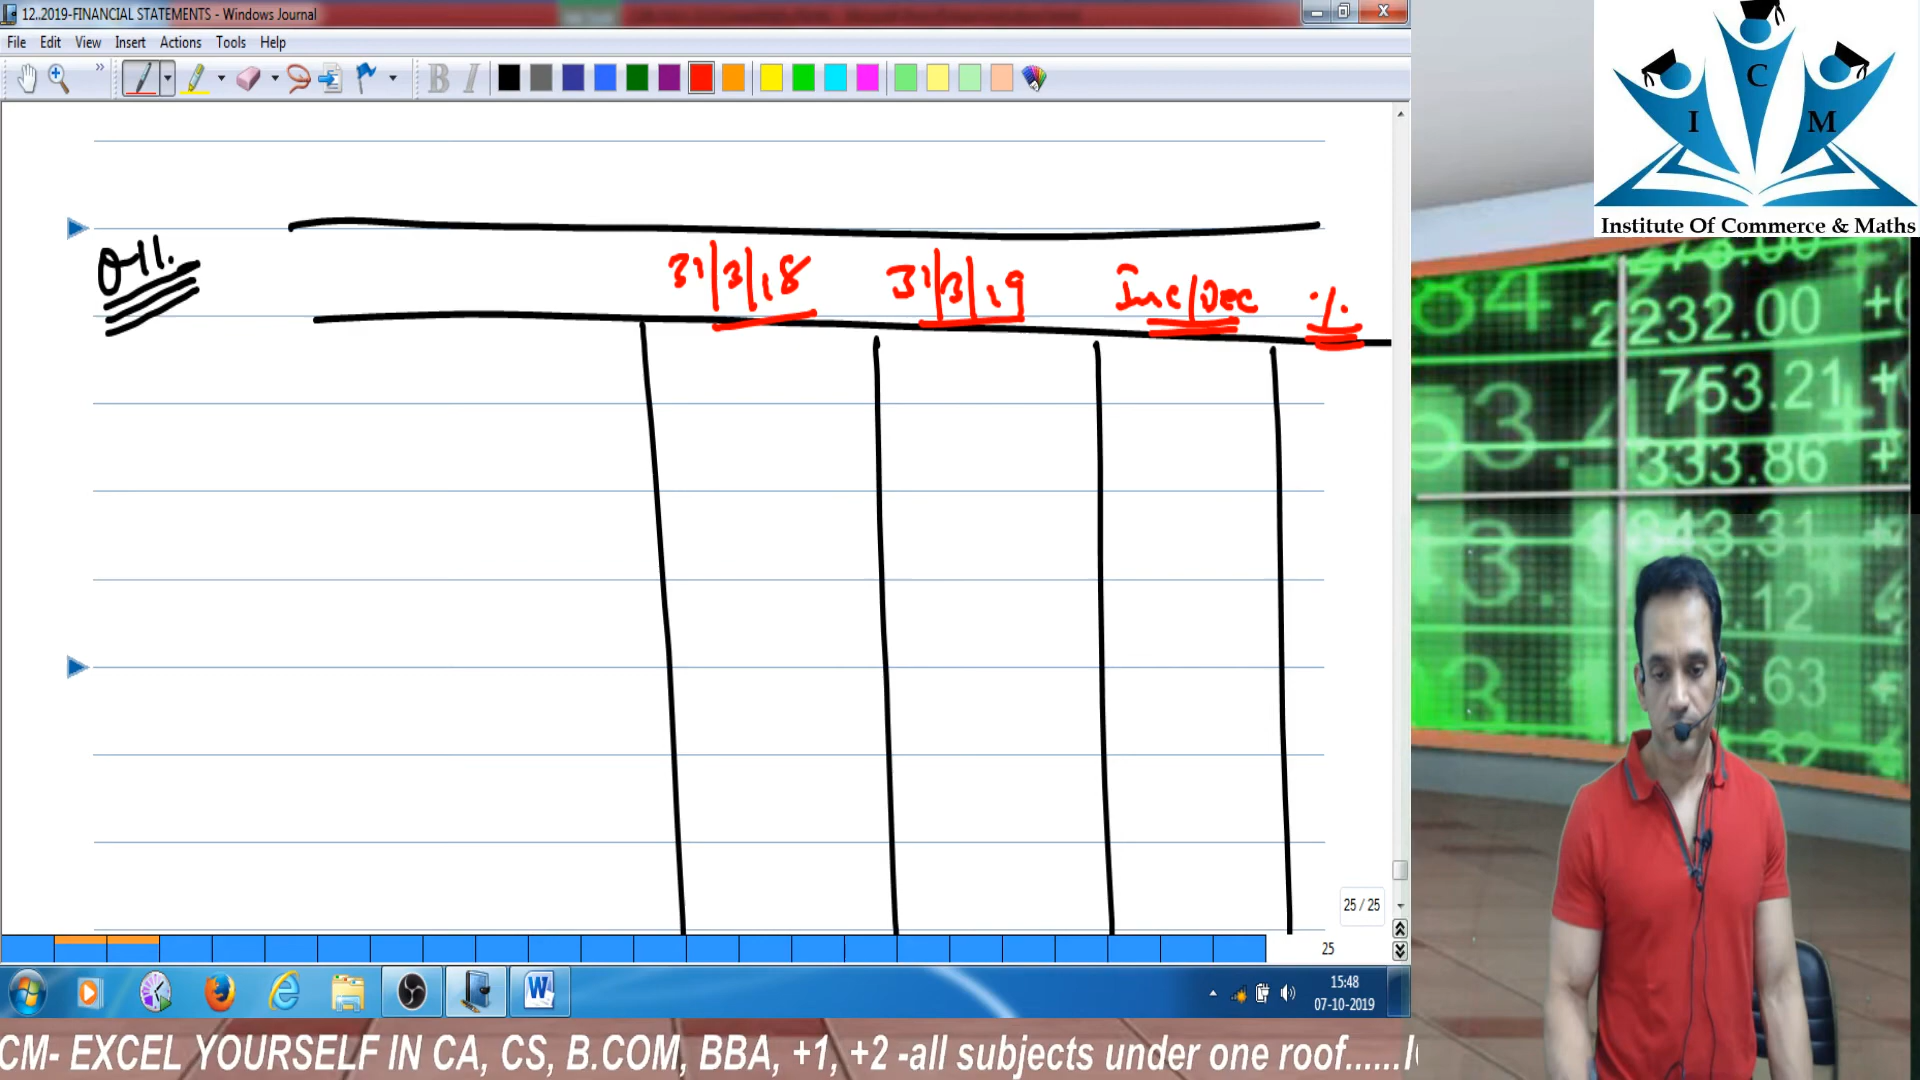 12..2019-FINANCIAL STATEMENTS - Windows Journal
File Edit View Insert Actions Tools Help
B I
Q-11.
31/3/18 31/3/19 Inc/Dec %
25 / 25
25
15:48
07-10-2019
I C M
Institute Of Commerce & Maths
2232.00
753.21 +
333.86 +
CM- EXCEL YOURSELF IN CA, CS, B.COM, BBA, +1, +2 -all subjects under one roof......